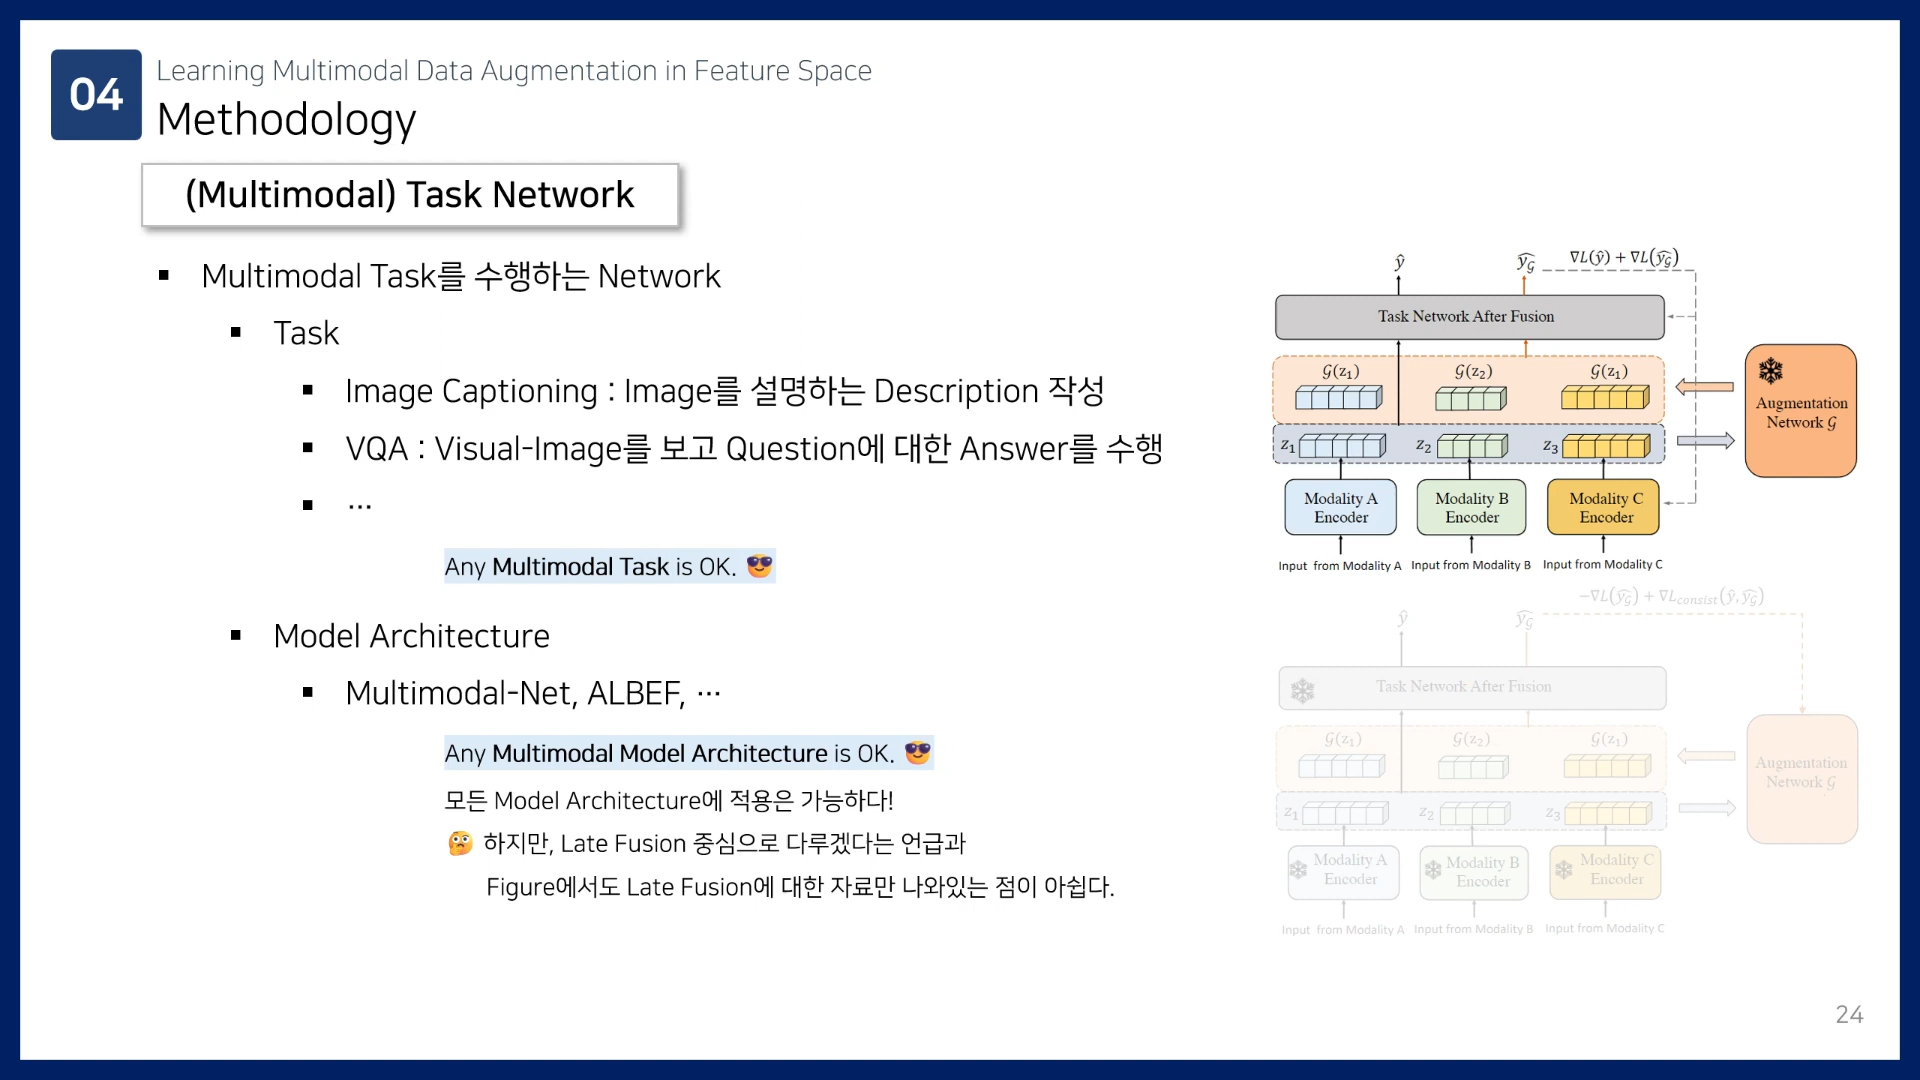 04
Learning Multimodal Data Augmentation in Feature Space
Methodology
(Multimodal) Task Network
▪ Multimodal Task를 수행하는 Network
▪ Task
▪ Image Captioning : Image를 설명하는 Description 작성
▪ VQA : Visual-Image를 보고 Question에 대한 Answer를 수행
▪ …
Any Multimodal Task is OK. 😎
▪ Model Architecture
▪ Multimodal-Net, ALBEF, …
Any Multimodal Model Architecture is OK. 😎
모든 Model Architecture에 적용은 가능하다!
🤔 하지만, Late Fusion 중심으로 다루겠다는 언급과
Figure에서도 Late Fusion에 대한 자료만 나와있는 점이 아쉽다.
ŷ ŷ_𝒢 ∇L(ŷ) + ∇L(ŷ_𝒢)
Task Network After Fusion
𝒢(z₁) 𝒢(z₂) 𝒢(z₁)
z₁ z₂ z₃
Augmentation
Network 𝒢
Modality A
Encoder
Modality B
Encoder
Modality C
Encoder
Input from Modality A Input from Modality B Input from Modality C
−∇L(ŷ_𝒢) + ∇L_consist(ŷ, ŷ_𝒢)
ŷ ŷ_𝒢
Task Network After Fusion
𝒢(z₁) 𝒢(z₂) 𝒢(z₁)
z₁ z₂ z₃
Augmentation
Network 𝒢
Modality A
Encoder
Modality B
Encoder
Modality C
Encoder
Input from Modality A Input from Modality B Input from Modality C
24